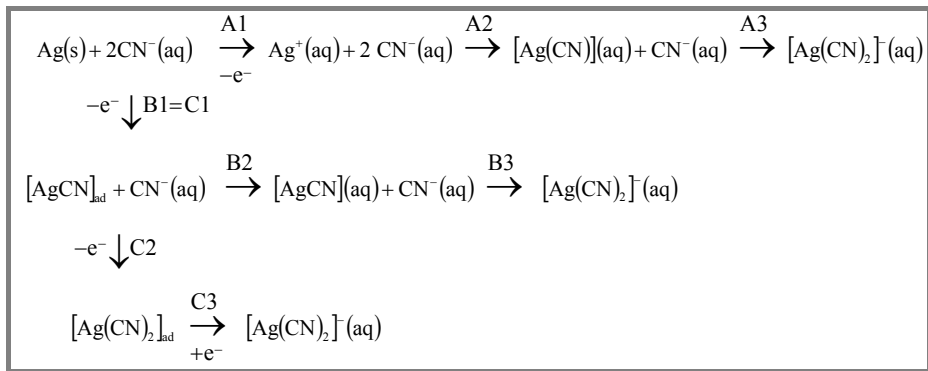 A1 A2 A3
Ag(s) + 2CN⁻(aq) → Ag⁺(aq) + 2 CN⁻(aq) → [Ag(CN)](aq) + CN⁻(aq) → [Ag(CN)₂]⁻(aq)
−e⁻
−e⁻ ↓ B1=C1
B2 B3
[AgCN]ad + CN⁻(aq) → [AgCN](aq) + CN⁻(aq) → [Ag(CN)₂]⁻(aq)
−e⁻ ↓ C2
C3
[Ag(CN)₂]ad → [Ag(CN)₂]⁻(aq)
+e⁻